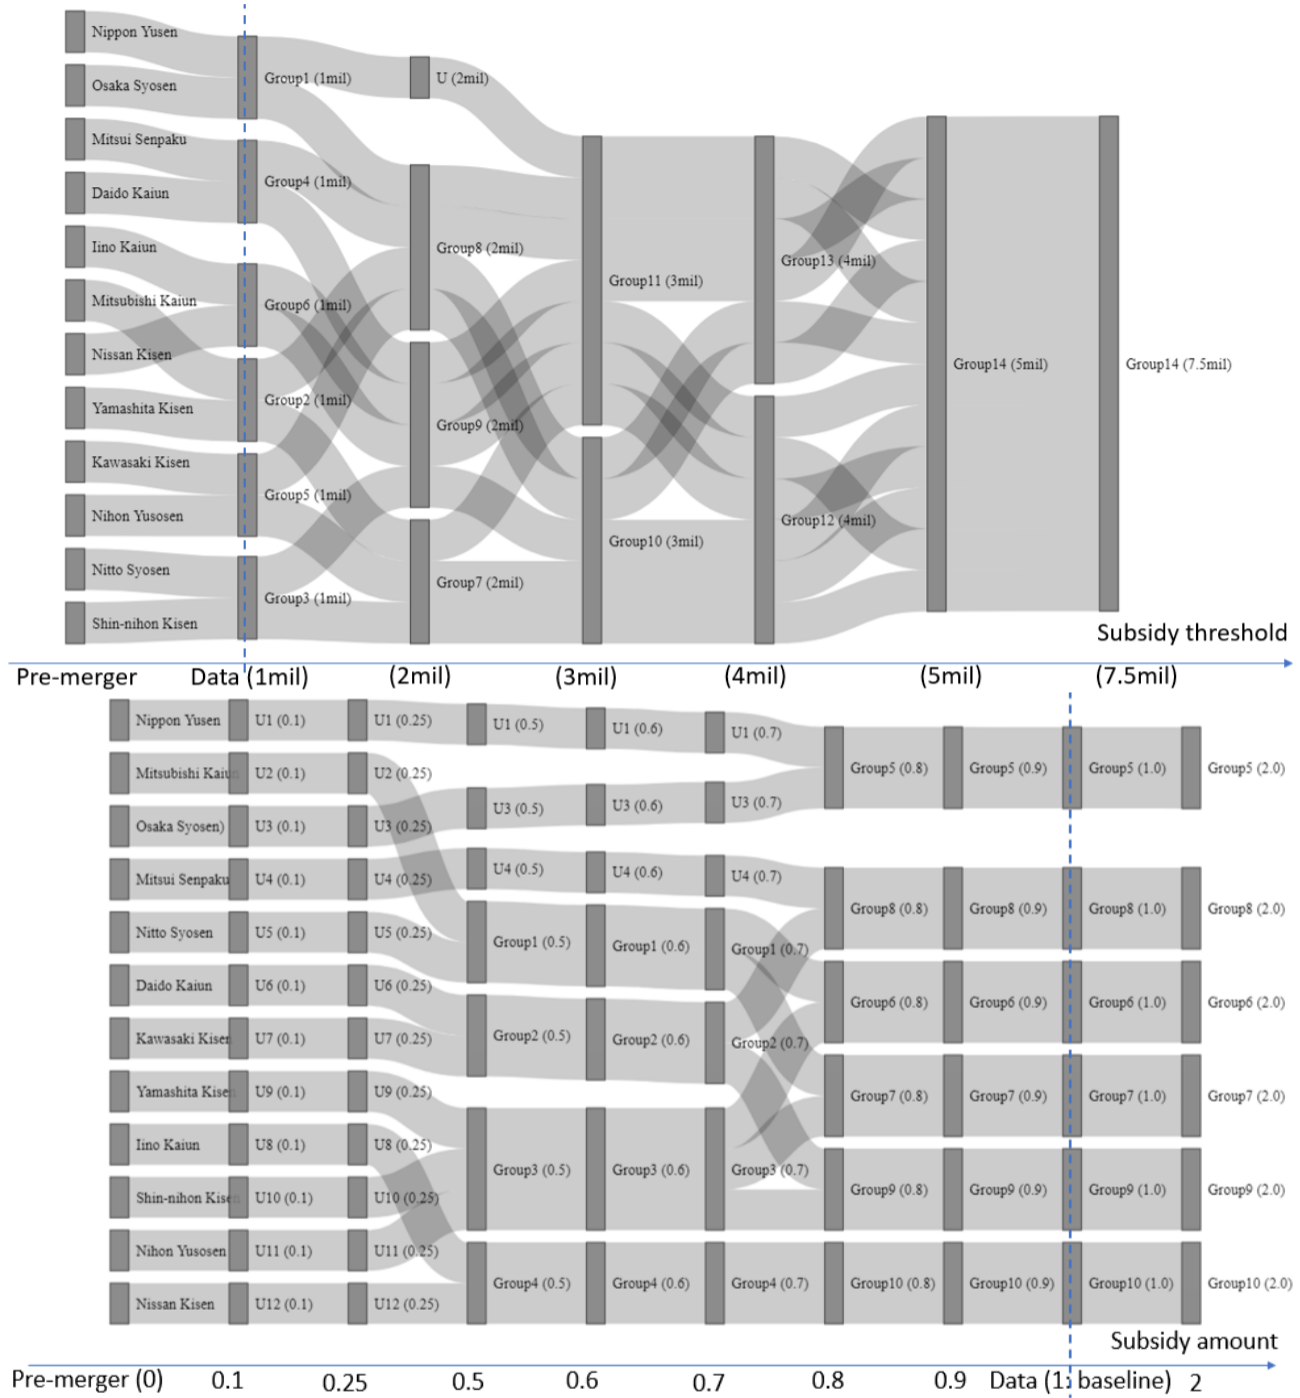 Nippon Yusen
Osaka Syosen
Mitsui Senpaku
Daido Kaiun
Iino Kaiun
Mitsubishi Kaiun
Nissan Kisen
Yamashita Kisen
Kawasaki Kisen
Nihon Yusosen
Nitto Syosen
Shin-nihon Kisen
Group1 (1mil)
Group4 (1mil)
Group6 (1mil)
Group2 (1mil)
Group5 (1mil)
Group3 (1mil)
U (2mil)
Group8 (2mil)
Group9 (2mil)
Group7 (2mil)
Group11 (3mil)
Group10 (3mil)
Group13 (4mil)
Group12 (4mil)
Group14 (5mil)
Group14 (7.5mil)
Subsidy threshold
Pre-merger Data (1mil) (2mil) (3mil) (4mil) (5mil) (7.5mil)
Nippon Yusen
Mitsubishi Kaiun
Osaka Syosen)
Mitsui Senpaku
Nitto Syosen
Daido Kaiun
Kawasaki Kisen
Yamashita Kisen
Iino Kaiun
Shin-nihon Kisen
Nihon Yusosen
Nissan Kisen
U1 (0.1)
U2 (0.1)
U3 (0.1)
U4 (0.1)
U5 (0.1)
U6 (0.1)
U7 (0.1)
U9 (0.1)
U8 (0.1)
U10 (0.1)
U11 (0.1)
U12 (0.1)
U1 (0.25)
U2 (0.25)
U3 (0.25)
U4 (0.25)
U5 (0.25)
U6 (0.25)
U7 (0.25)
U9 (0.25)
U8 (0.25)
U10 (0.25)
U11 (0.25)
U12 (0.25)
U1 (0.5)
U3 (0.5)
U4 (0.5)
Group1 (0.5)
Group2 (0.5)
Group3 (0.5)
Group4 (0.5)
U1 (0.6)
U3 (0.6)
U4 (0.6)
Group1 (0.6)
Group2 (0.6)
Group3 (0.6)
Group4 (0.6)
U1 (0.7)
U3 (0.7)
U4 (0.7)
Group1 (0.7)
Group2 (0.7)
Group3 (0.7)
Group4 (0.7)
Group5 (0.8)
Group8 (0.8)
Group6 (0.8)
Group7 (0.8)
Group9 (0.8)
Group10 (0.8)
Group5 (0.9)
Group8 (0.9)
Group6 (0.9)
Group7 (0.9)
Group9 (0.9)
Group10 (0.9)
Group5 (1.0)
Group8 (1.0)
Group6 (1.0)
Group7 (1.0)
Group9 (1.0)
Group10 (1.0)
Group5 (2.0)
Group8 (2.0)
Group6 (2.0)
Group7 (2.0)
Group9 (2.0)
Group10 (2.0)
Subsidy amount
Pre-merger (0) 0.1 0.25 0.5 0.6 0.7 0.8 0.9 Data (1: baseline) 2